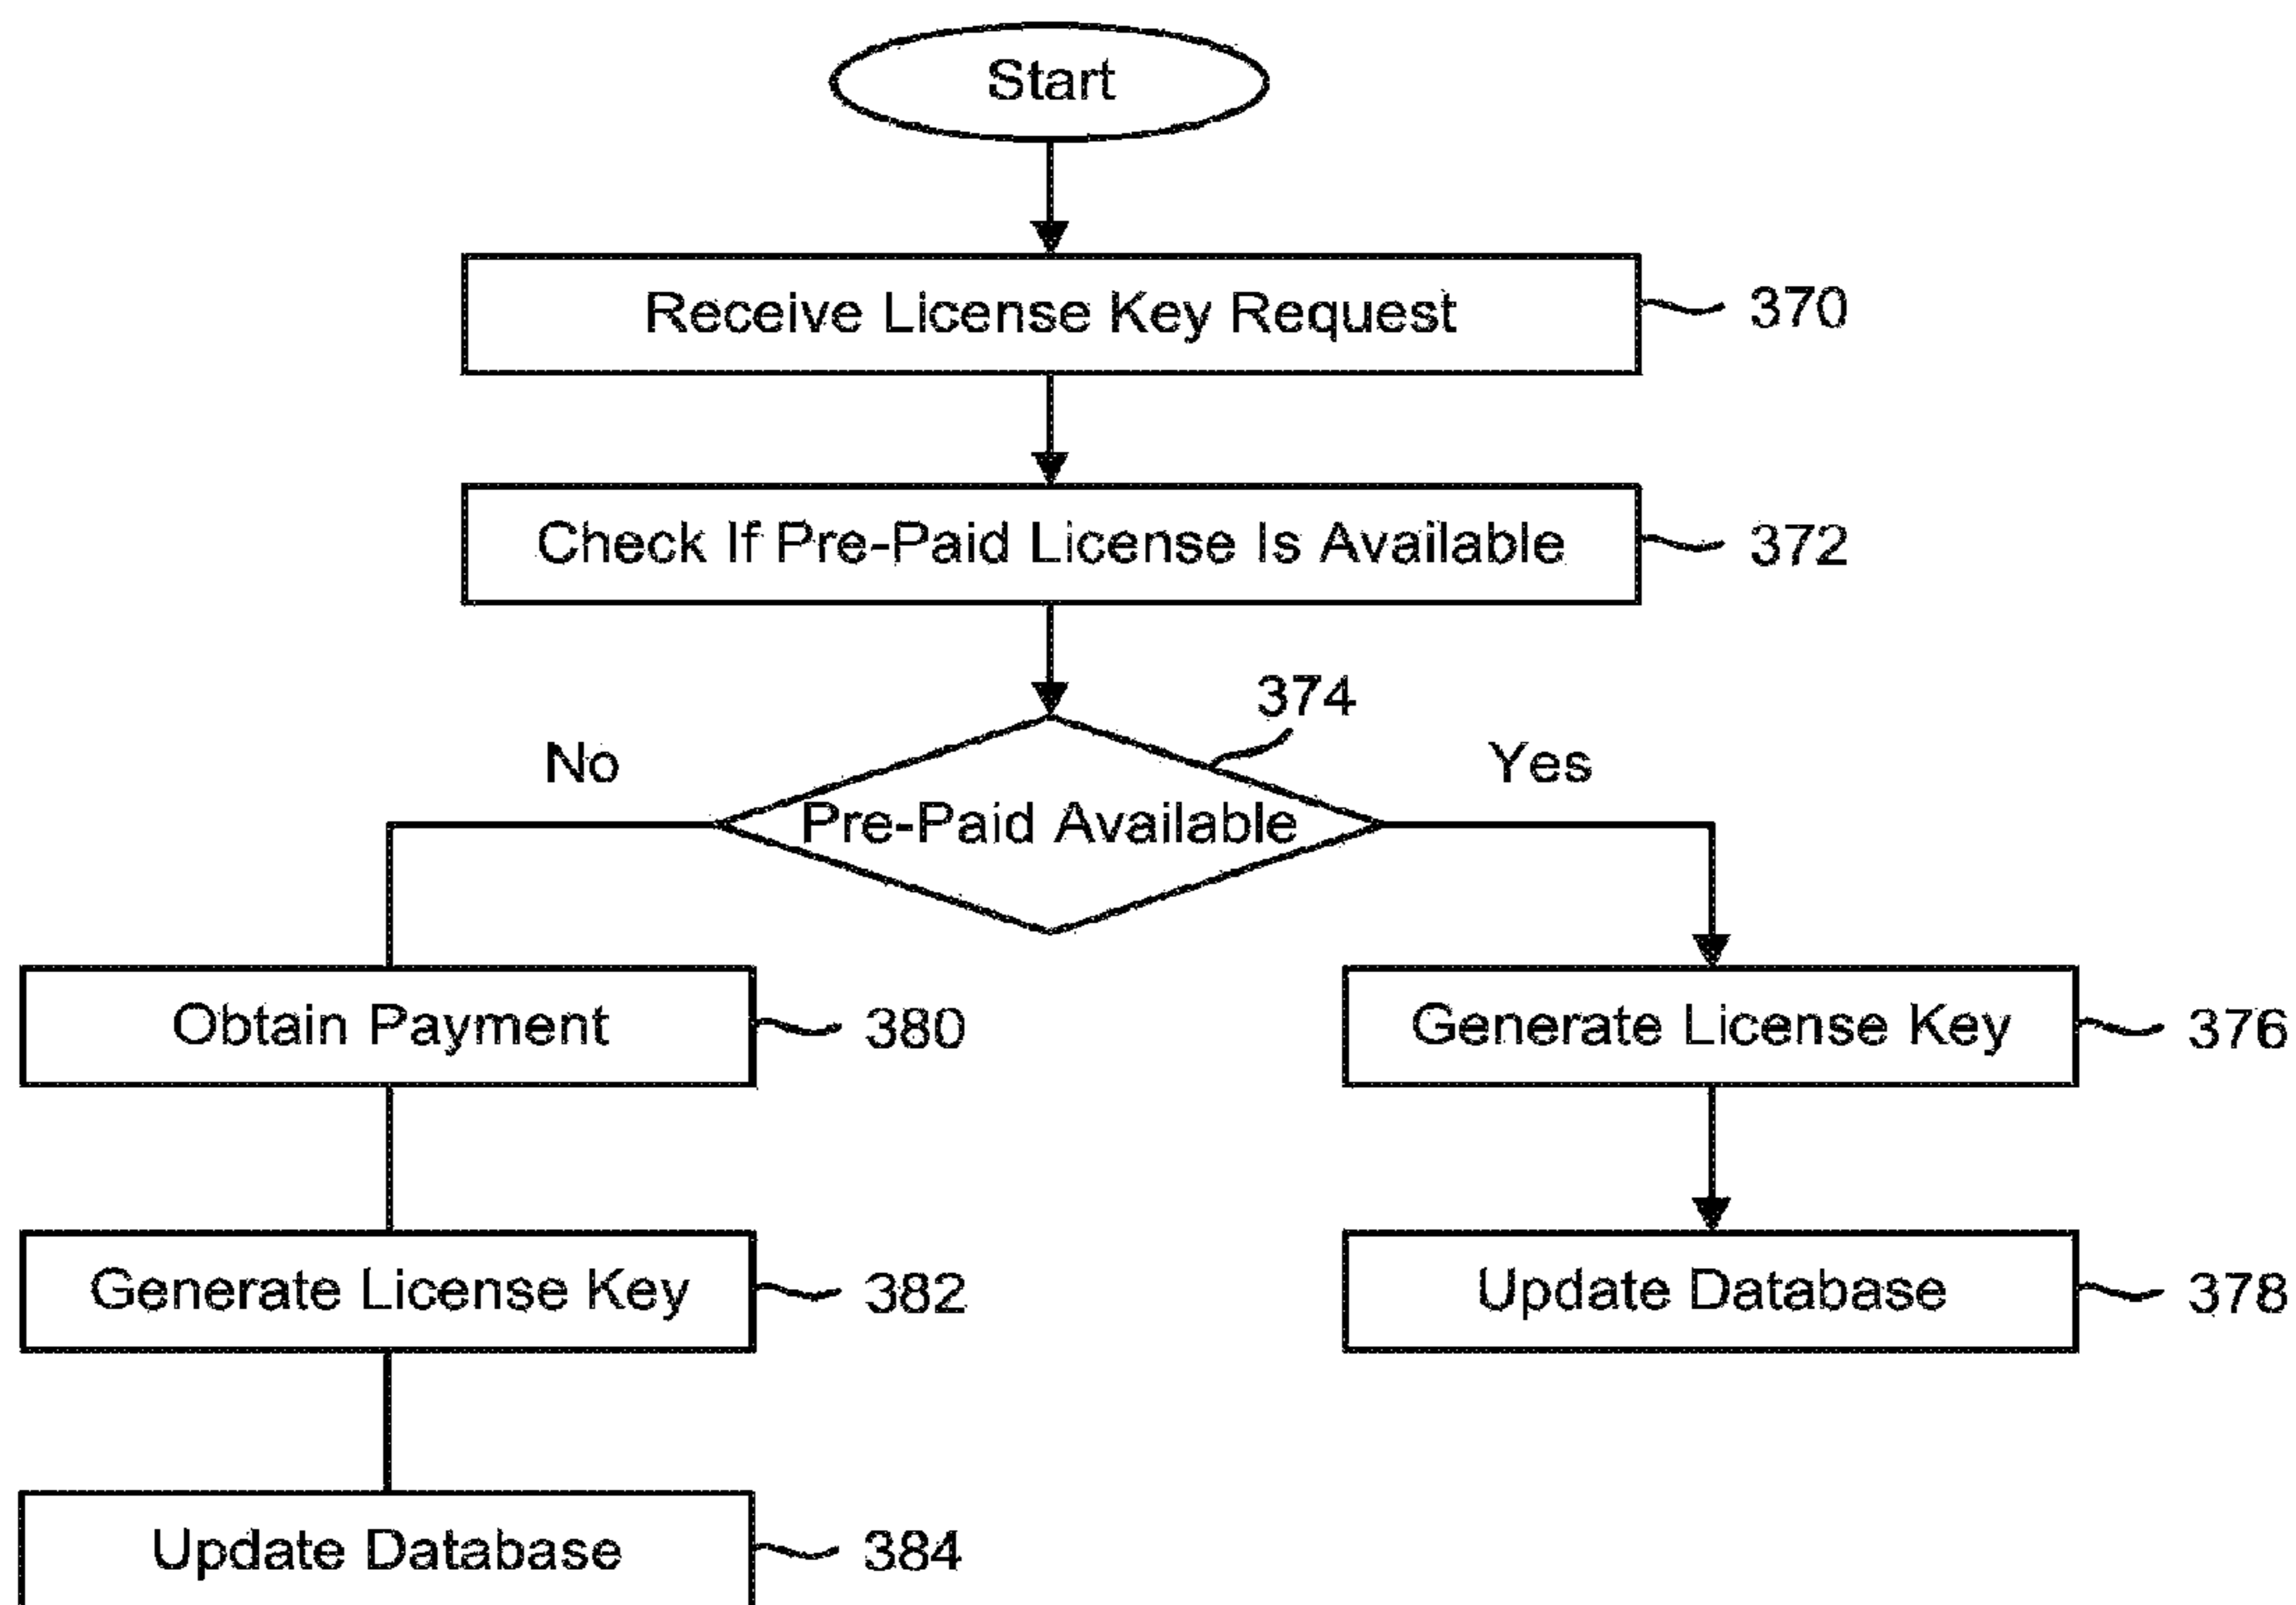 Start
Receive License Key Request
370
Check If Pre-Paid License Is Available
372
374
No
Yes
Pre-Paid Available
Obtain Payment
380
Generate License Key
376
Generate License Key
382
Update Database
378
Update Database
384